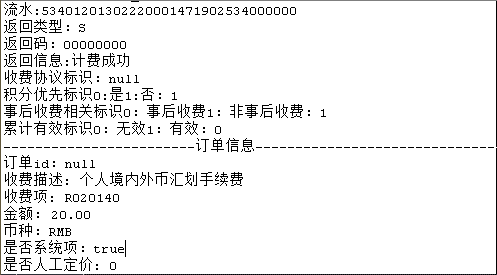 流水:53401201302220001471902534000000
返回类型: S
返回码: 00000000
返回信息:计费成功
收费协议标识: null
积分优先标识0:是1:否: 1
事后收费相关标识0: 事后收费1: 非事后收费: 1
累计有效标识0: 无效1: 有效: 0
----------------------订单信息----------------------------
订单id: null
收费描述: 个人境内外币汇划手续费
收费项: R020140
金额: 20.00
币种: RMB
是否系统项: true
是否人工定价: 0